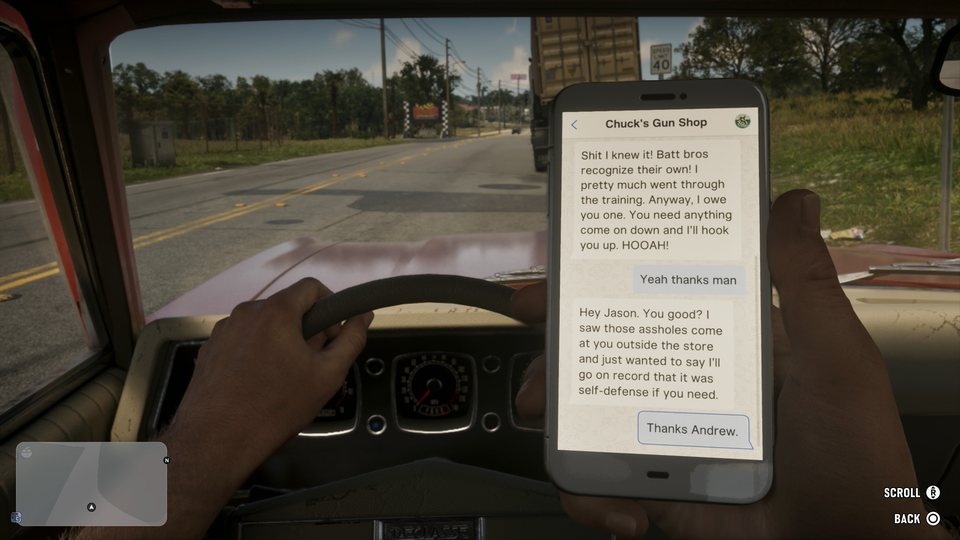 SPEED
LIMIT
40
Chuck's Gun Shop
Shit I knew it! Batt bros
recognize their own! I
pretty much went through
the training. Anyway, I owe
you one. You need anything
come on down and I'll hook
you up. HOOAH!
Yeah thanks man
Hey Jason. You good? I
saw those assholes come
at you outside the store
and just wanted to say I'll
go on record that it was
self-defense if you need.
Thanks Andrew.
N
SCROLL R
BACK
DECLASSE